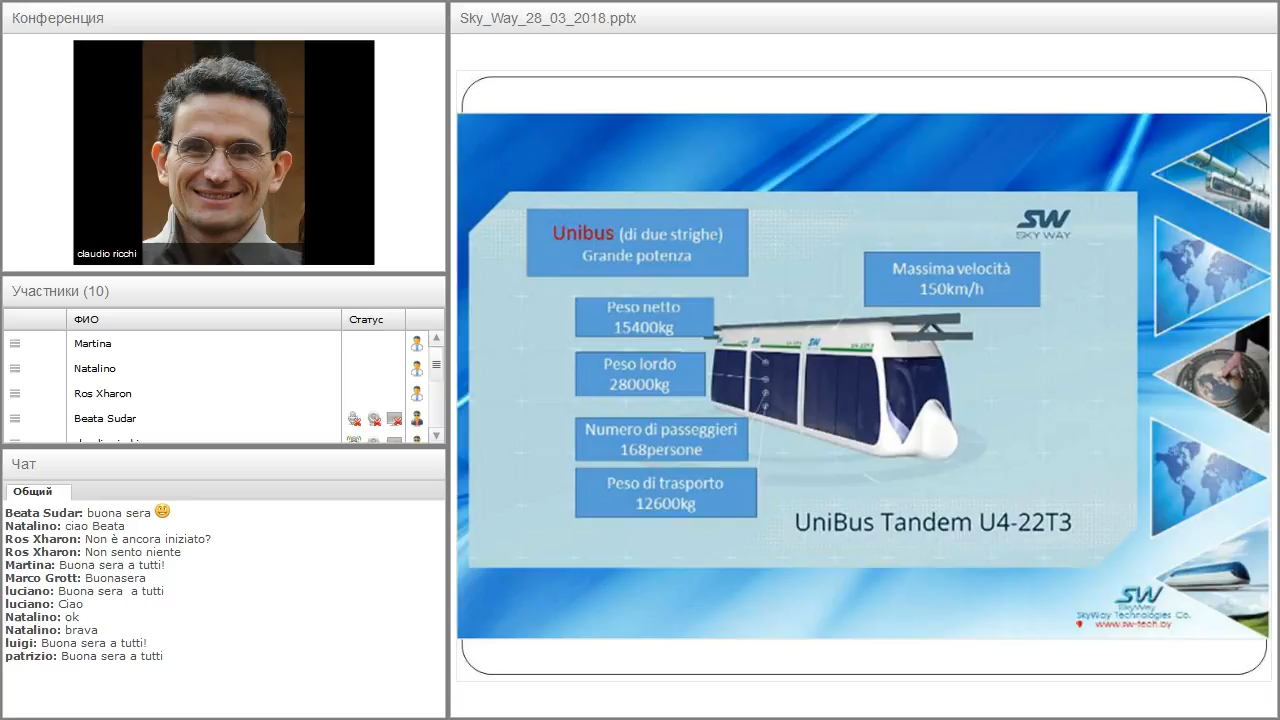 Конференция
claudio ricchi
Участники (10)
ФИО
Статус
Martina
Natalino
Ros Xharon
Beata Sudar
Чат
Общий
Beata Sudar: buona sera
Natalino: ciao Beata
Ros Xharon: Non è ancora iniziato?
Ros Xharon: Non sento niente
Martina: Buona sera a tutti!
Marco Grott: Buonasera
luciano: Buona sera a tutti
luciano: Ciao
Natalino: ok
Natalino: brava
luigi: Buona sera a tutti!
patrizio: Buona sera a tutti
Sky_Way_28_03_2018.pptx
Unibus (di due strighe)
Grande potenza
SW
SKY WAY
Massima velocità
150km/h
Peso netto
15400kg
Peso lordo
28000kg
Numero di passeggieri
168persone
Peso di trasporto
12600kg
UniBus Tandem U4-22T3
SW
SkyWay
SkyWay Technologies Co.
www.sw-tech.by